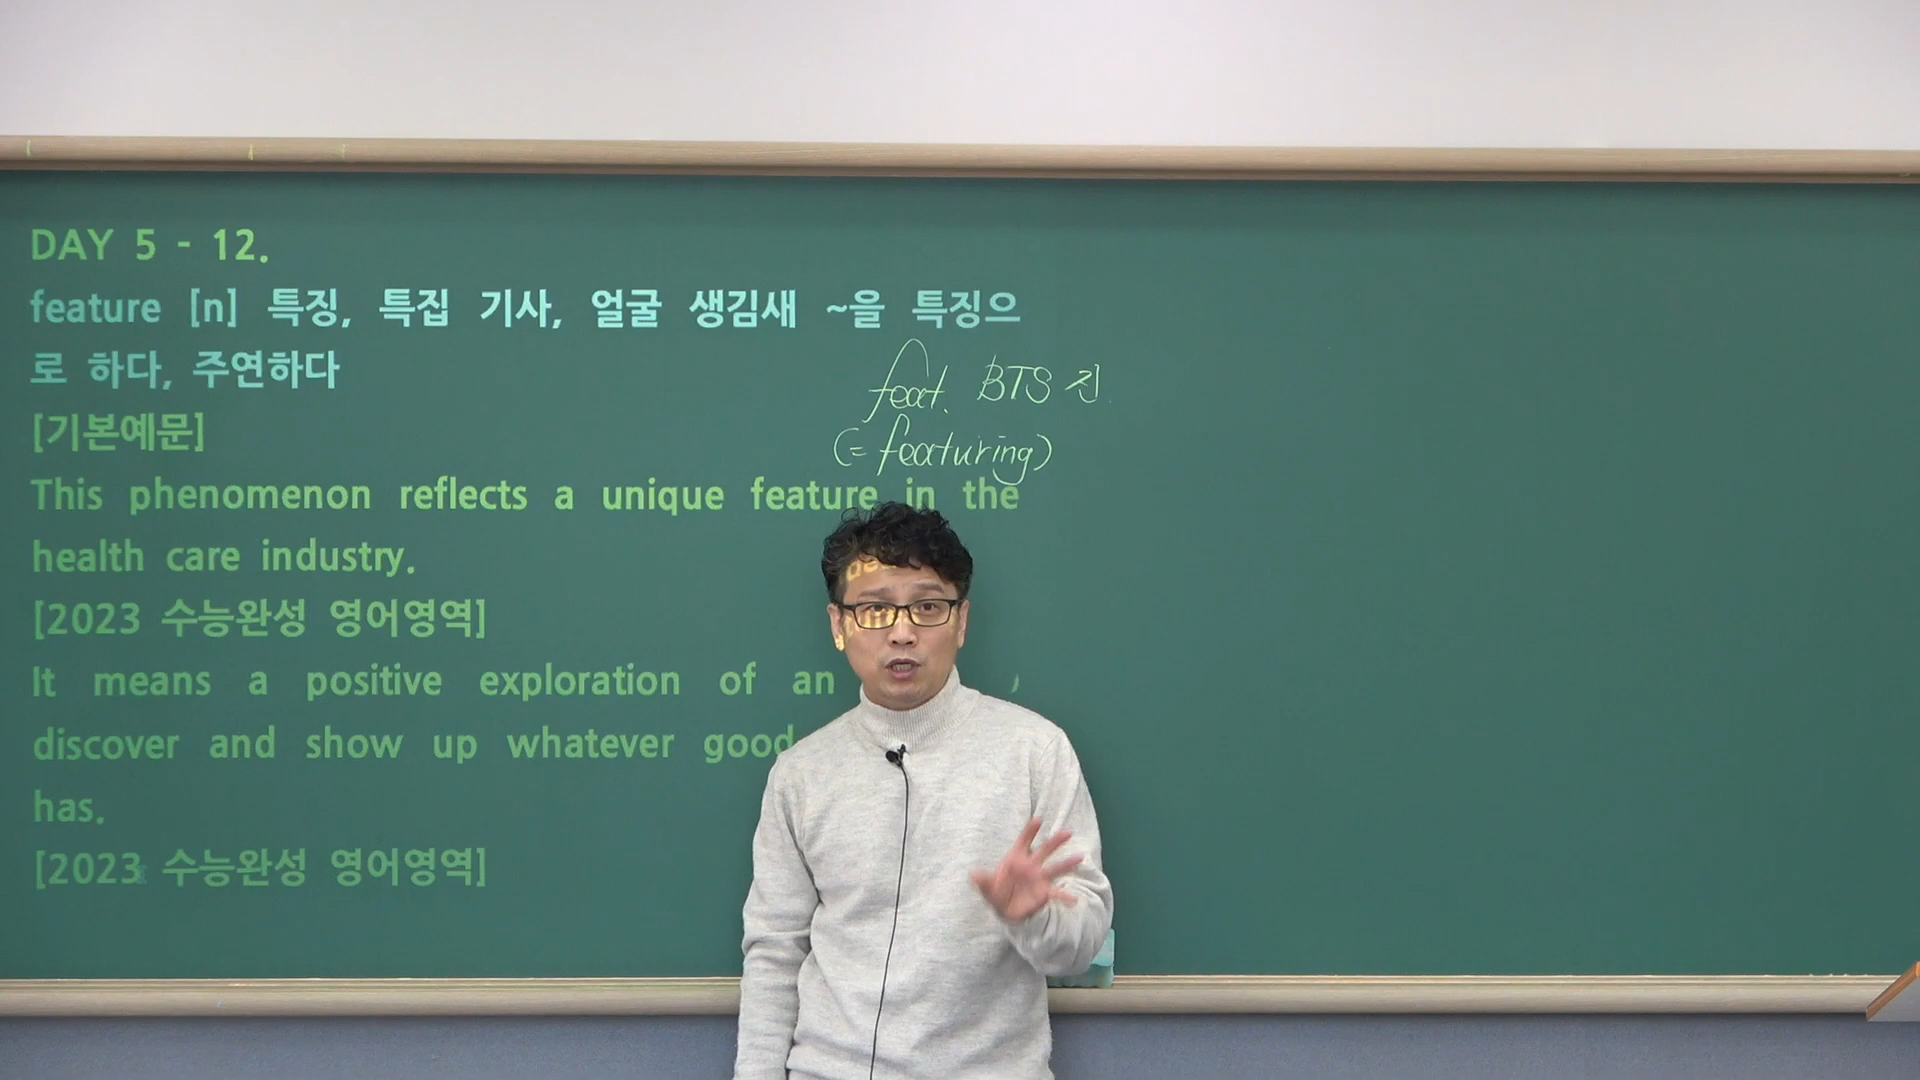 DAY 5 - 12.
feature [n] 특징, 특집 기사, 얼굴 생김새 ~을 특징으
로 하다, 주연하다
feat. BTS 진
[기본예문]
(= featuring)
This phenomenon reflects a unique feature in the
health care industry.
[2023 수능완성 영어영역]
It means a positive exploration of an
discover and show up whatever good
has.
[2023 수능완성 영어영역]